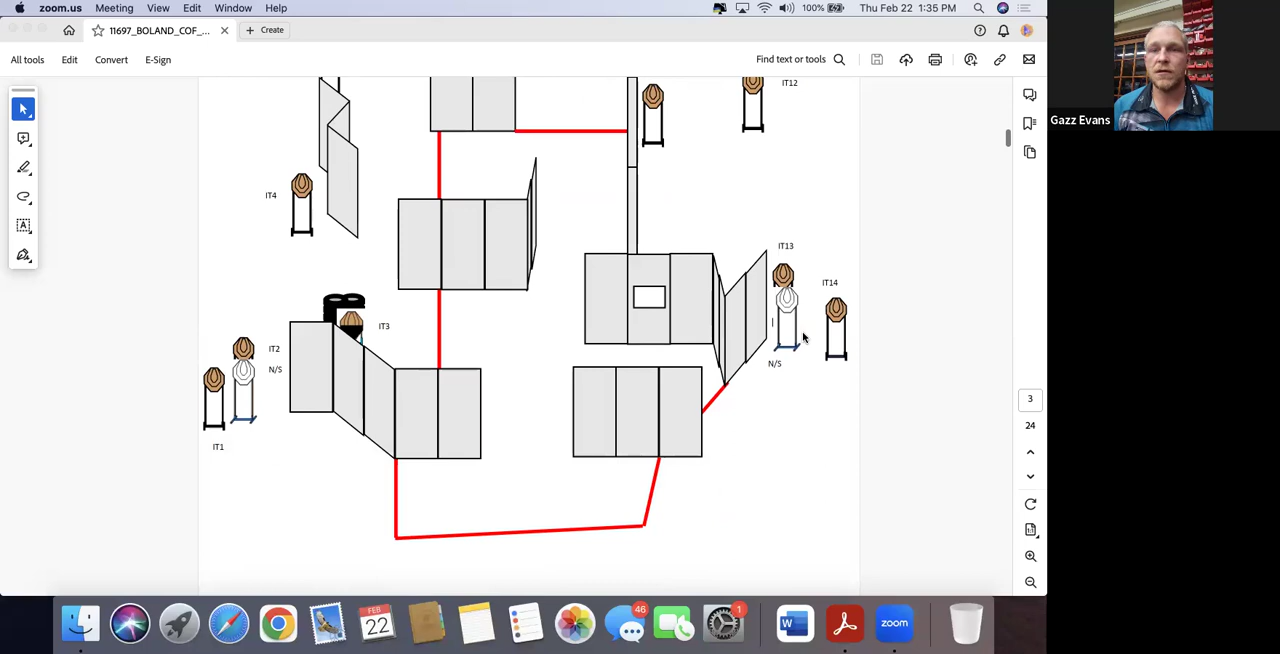 zoom.us Meeting View Edit Window Help 100% Thu Feb 22 1:35 PM
11697_BOLAND_COF_... Create
All tools Edit Convert E-Sign Find text or tools
Gazz Evans
IT12
IT4
IT13
IT14
IT3
IT2
N/S
N/S
IT1
3
24
FEB
22
46
1
zoom